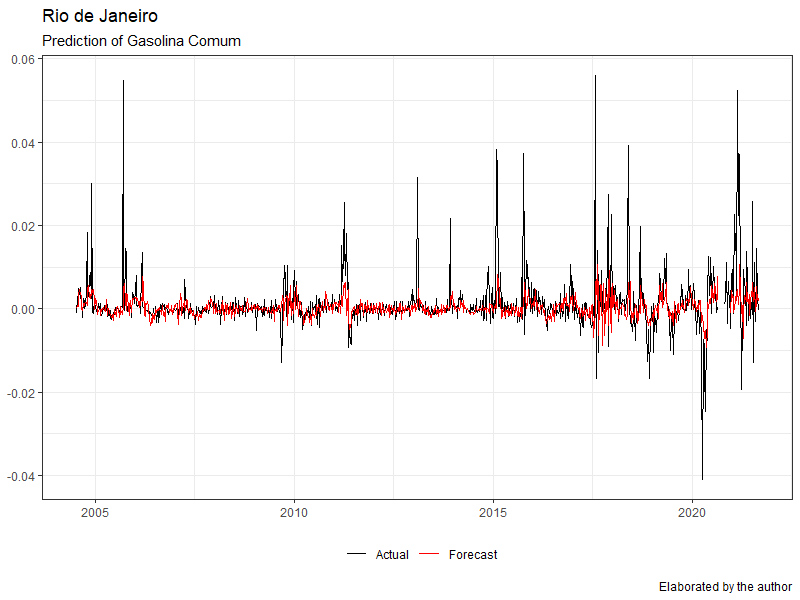 Rio de Janeiro
Prediction of Gasolina Comum
0.06
0.04
0.02
0.00
-0.02
-0.04
2005 2010 2015 2020
Actual Forecast
Elaborated by the author